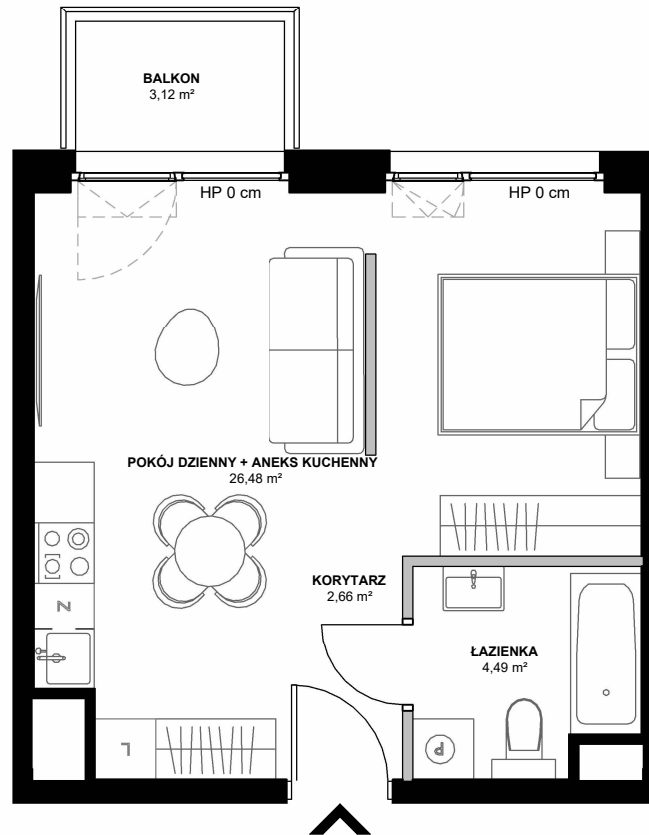 BALKON
3,12 m²
HP 0 cm
HP 0 cm
POKÓJ DZIENNY + ANEKS KUCHENNY
26,48 m²
KORYTARZ
2,66 m²
ŁAZIENKA
4,49 m²
Z
L
P